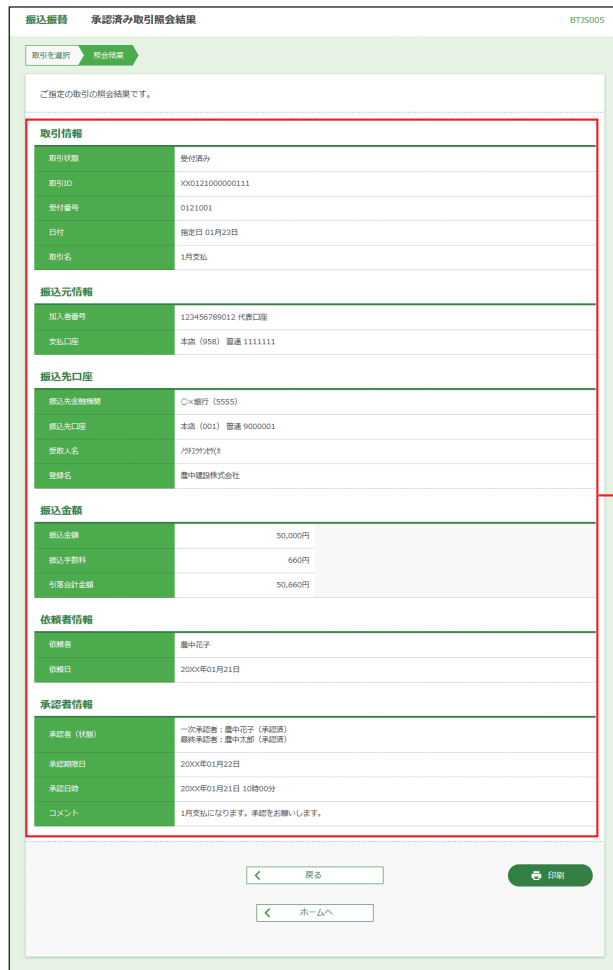 振込振替 承認済み取引照会結果 BTJS005
取引を選択 照会結果
ご指定の取引の照会結果です。
取引情報
取引状態 受付済み
取引ID XX0121000000111
受付番号 0121001
日付 指定日 01月23日
取引名 1月支払
振込元情報
加入者番号 123456789012 代表口座
支払口座 本店（958） 普通 1111111
振込先口座
振込先金融機関 〇×銀行（5555）
振込先口座 本店（001） 普通 9000001
受取人名
登録名 農中建設株式会社
振込金額
振込金額 50,000円
振込手数料 660円
引落合計金額 50,660円
依頼者情報
依頼者 農中花子
依頼日 20XX年01月21日
承認者情報
承認者（状態） 一次承認者：農中花子（承認済）
最終承認者：農中太郎（承認済）
承認期限日 20XX年01月22日
承認日時 20XX年01月21日 10時00分
コメント 1月支払になります。承認をお願いします。
戻る
印刷
ホームへ